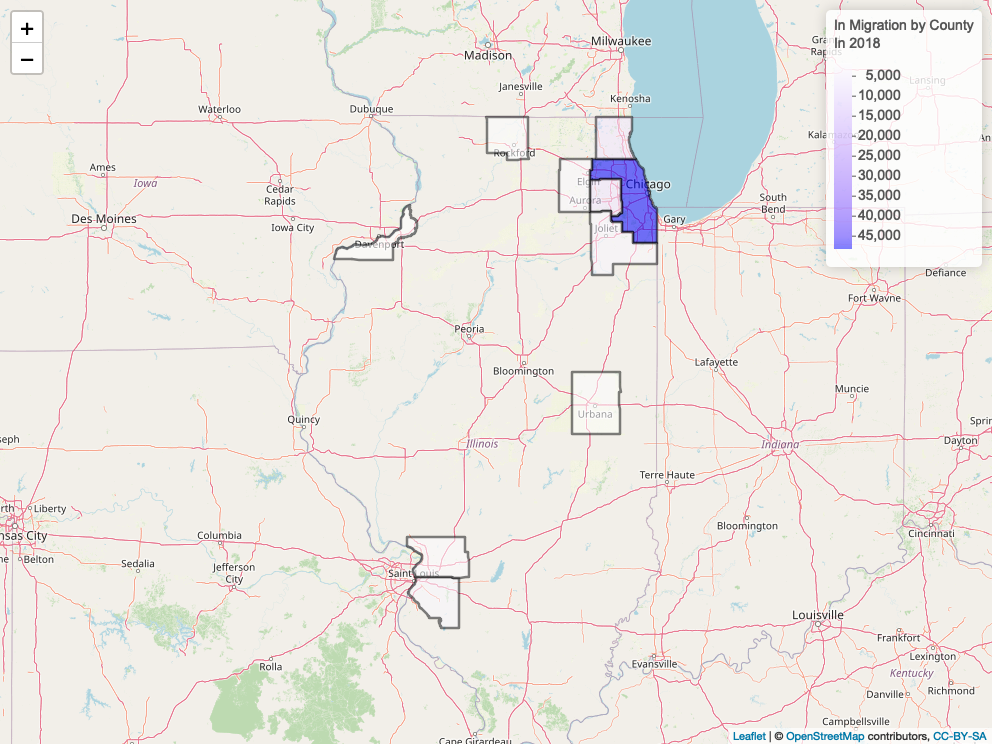 +
−
In Migration by County
In 2018
5,000
10,000
15,000
20,000
25,000
30,000
35,000
40,000
45,000
Madison
Milwaukee
Janesville
Kenosha
Lansing
Waterloo
Dubuque
Rockford
Ames
Iowa
Cedar
Rapids
Elgin
Chicago
Aurora
South
Bend
Des Moines
Iowa City
Gary
Joliet
Davenport
Defiance
Fort Wayne
Peoria
Lafayette
Bloomington
Muncie
Quincy
Urbana
Illinois
Indiana
Dayton
Terre Haute
Liberty
Bloomington
Columbia
Cincinnati
Belton
Sedalia
Jefferson
City
Saint Louis
Louisville
Frankfort
Lexington
Rolla
Evansville
Kentucky
Danville
Richmond
Campbellsville
Cape Girardeau
Leaflet | © OpenStreetMap contributors, CC-BY-SA